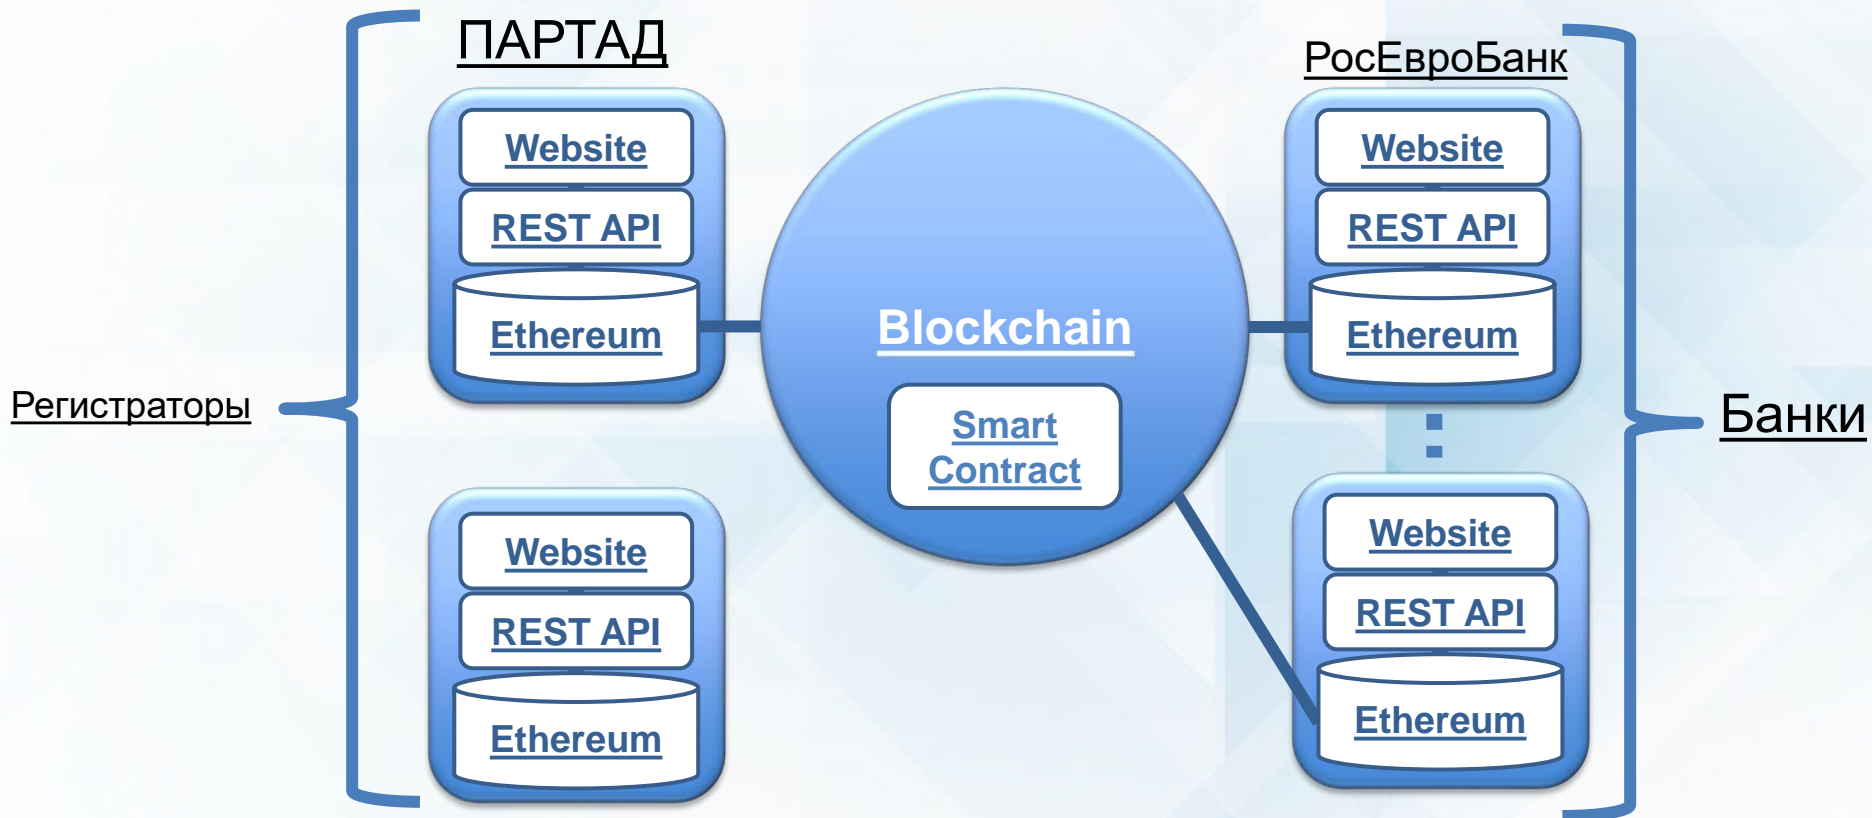 ПАРТАД
РосЕвроБанк
Website
REST API
Ethereum
Blockchain
Smart
Contract
Website
REST API
Ethereum
Регистраторы
Банки
Website
REST API
Ethereum
Website
REST API
Ethereum